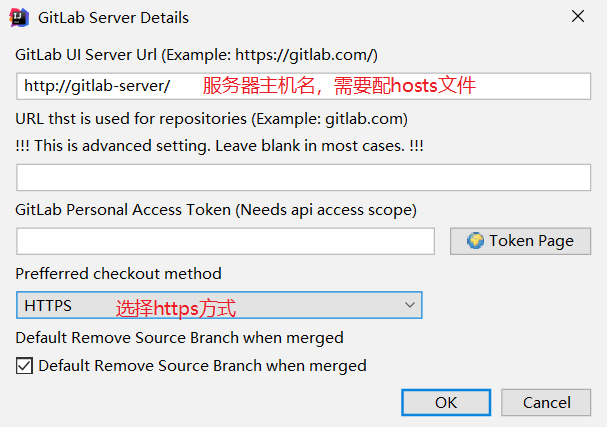 GitLab Server Details
GitLab UI Server Url (Example: https://gitlab.com/)
http://gitlab-server/ 服务器主机名，需要配hosts文件
URL thst is used for repositories (Example: gitlab.com)
!!! This is advanced setting. Leave blank in most cases. !!!
GitLab Personal Access Token (Needs api access scope)
Token Page
Preferred checkout method
HTTPS 选择https方式
Default Remove Source Branch when merged
Default Remove Source Branch when merged
OK Cancel